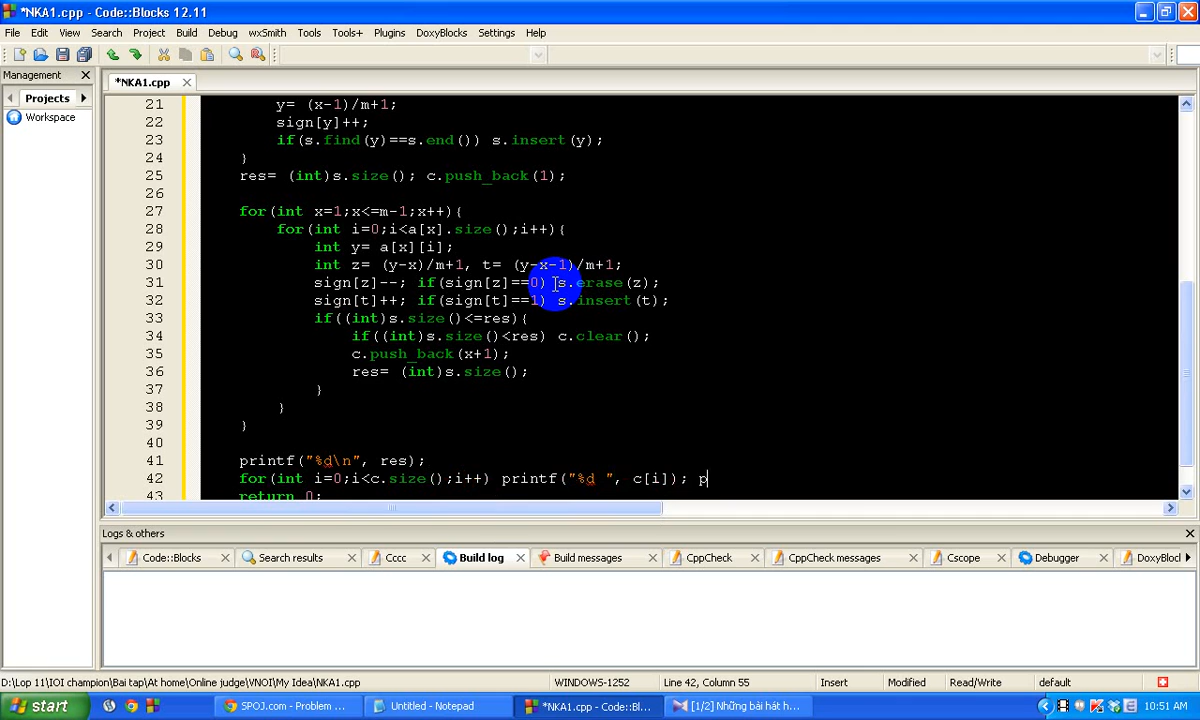 *NKA1.cpp - Code::Blocks 12.11
File Edit View Search Project Build Debug wxSmith Tools Tools+ Plugins DoxyBlocks Settings Help
Management
*NKA1.cpp
Projects
Workspace
21 y= (x-1)/m+1;
22 sign[y]++;
23 if(s.find(y)==s.end()) s.insert(y);
24 }
25 res= (int)s.size(); c.push_back(1);
26
27 for(int x=1;x<=m-1;x++){
28 for(int i=0;i<a[x].size();i++){
29 int y= a[x][i];
30 int z= (y-x)/m+1, t= (y-x-1)/m+1;
31 sign[z]--; if(sign[z]==0) s.erase(z);
32 sign[t]++; if(sign[t]==1) s.insert(t);
33 if((int)s.size()<=res){
34 if((int)s.size()<res) c.clear();
35 c.push_back(x+1);
36 res= (int)s.size();
37 }
38 }
39 }
40
41 printf("%d\n", res);
42 for(int i=0;i<c.size();i++) printf("%d ", c[i]); p
43 return 0;
Logs & others
Code::Blocks Search results Cccc Build log Build messages CppCheck CppCheck messages Cscope Debugger DoxyBlocl
D:\Lop 11\IOI champion\Bai tap\At home\Online judge\VNOI\My Idea\NKA1.cpp WINDOWS-1252 Line 42, Column 55 Insert Modified Read/Write default
start SPOJ.com - Problem ... Untitled - Notepad *NKA1.cpp - Code::Bl... [1/2] Những bài hát h... 10:51 AM